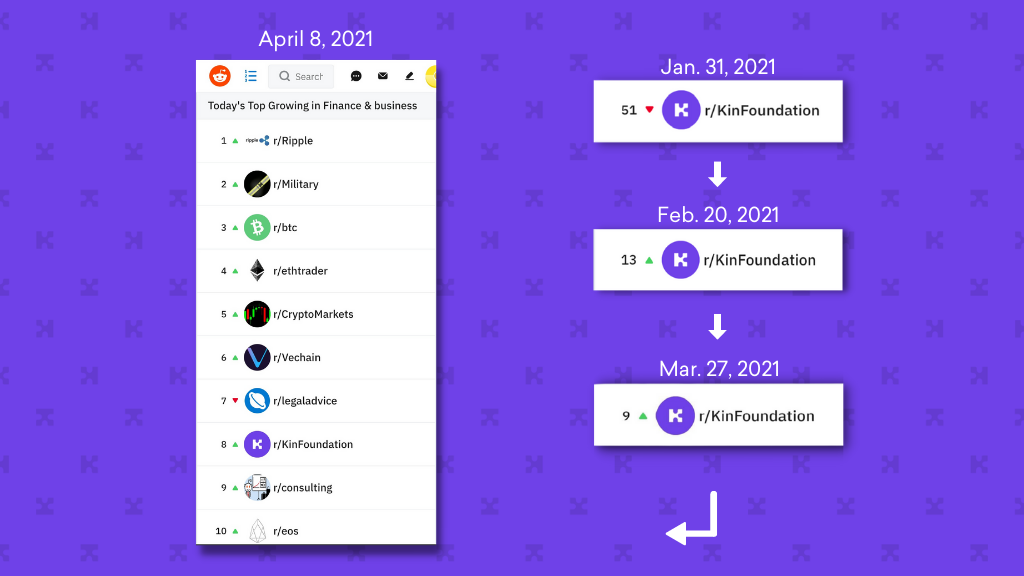 April 8, 2021
Search
Today's Top Growing in Finance & business
1 ripple r/Ripple
2 r/Military
3 r/btc
4 r/ethtrader
5 r/CryptoMarkets
6 r/Vechain
7 r/legaladvice
8 r/KinFoundation
9 r/consulting
10 r/eos
Jan. 31, 2021
51 r/KinFoundation
Feb. 20, 2021
13 r/KinFoundation
Mar. 27, 2021
9 r/KinFoundation